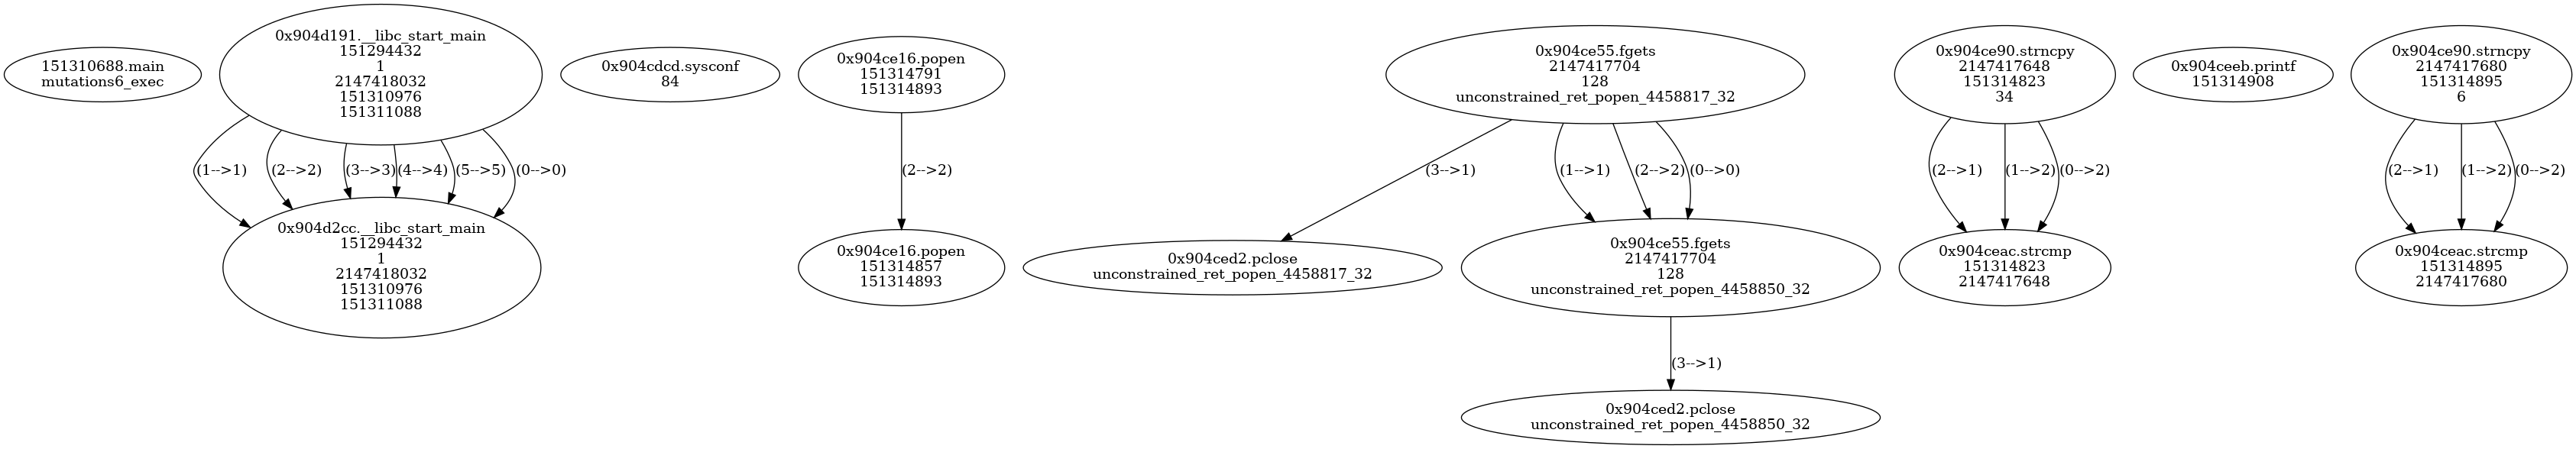 151310688.main
mutations6_exec
0x904d191.__libc_start_main
151294432
1
2147418032
151310976
151311088
0x904cdcd.sysconf
84
0x904ce16.popen
151314791
151314893
0x904ce55.fgets
2147417704
128
unconstrained_ret_popen_4458817_32
0x904ce90.strncpy
2147417648
151314823
34
0x904ceeb.printf
151314908
0x904ce90.strncpy
2147417680
151314895
6
(1-->1)
(2-->2)
(3-->3)
(4-->4)
(5-->5)
(0-->0)
(2-->2)
(3-->1)
(1-->1)
(2-->2)
(0-->0)
(2-->1)
(1-->2)
(0-->2)
(2-->1)
(1-->2)
(0-->2)
0x904d2cc.__libc_start_main
151294432
1
2147418032
151310976
151311088
0x904ce16.popen
151314857
151314893
0x904ced2.pclose
unconstrained_ret_popen_4458817_32
0x904ce55.fgets
2147417704
128
unconstrained_ret_popen_4458850_32
0x904ceac.strcmp
151314823
2147417648
0x904ceac.strcmp
151314895
2147417680
(3-->1)
0x904ced2.pclose
unconstrained_ret_popen_4458850_32